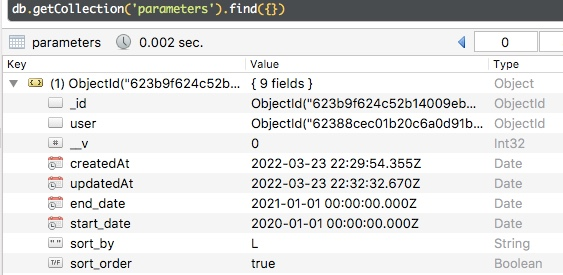 db.getCollection('parameters').find({})
parameters 0.002 sec. 0
Key Value Type
(1) ObjectId("623b9f624c52b... { 9 fields } Object
_id ObjectId("623b9f624c52b14009eb... ObjectId
user ObjectId("62388cec01b20c6a0d91b... ObjectId
# __v 0 Int32
createdAt 2022-03-23 22:29:54.355Z Date
updatedAt 2022-03-23 22:32:32.670Z Date
end_date 2021-01-01 00:00:00.000Z Date
start_date 2020-01-01 00:00:00.000Z Date
" " sort_by L String
T/F sort_order true Boolean